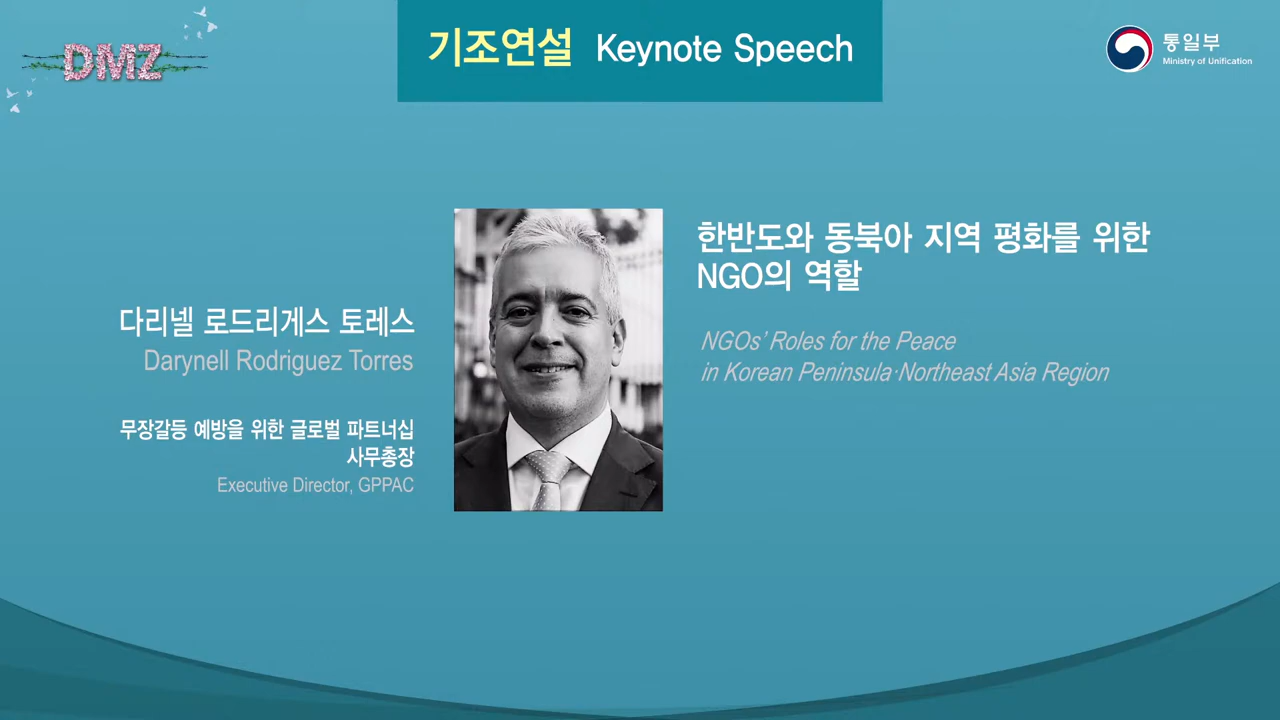 DMZ
기조연설 Keynote Speech
통일부
Ministry of Unification
다리넬 로드리게스 토레스
Darynell Rodriguez Torres
무장갈등 예방을 위한 글로벌 파트너십
사무총장
Executive Director, GPPAC
한반도와 동북아 지역 평화를 위한
NGO의 역할
NGOs’ Roles for the Peace
in Korean Peninsula·Northeast Asia Region